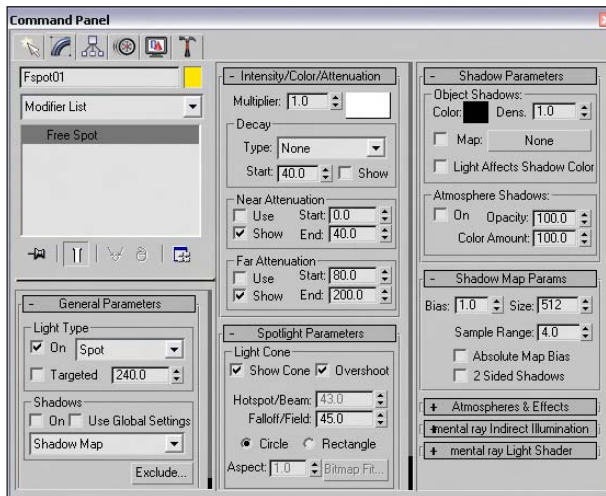 Command Panel
Fspot01
Modifier List
Free Spot
- General Parameters
Light Type
On Spot
Targeted 240.0
Shadows
On Use Global Settings
Shadow Map
Exclude...
- Intensity/Color/Attenuation
Multiplier: 1.0
Decay
Type: None
Start: 40.0 Show
Near Attenuation
Use Start: 0.0
Show End: 40.0
Far Attenuation
Use Start: 80.0
Show End: 200.0
- Spotlight Parameters
Light Cone
Show Cone Overshoot
Hotspot/Beam: 43.0
Falloff/Field: 45.0
Circle Rectangle
Aspect: 1.0 Bitmap Fit...
- Shadow Parameters
Object Shadows:
Color: Dens. 1.0
Map: None
Light Affects Shadow Color
Atmosphere Shadows:
On Opacity: 100.0
Color Amount: 100.0
- Shadow Map Params
Bias: 1.0 Size: 512
Sample Range: 4.0
Absolute Map Bias
2 Sided Shadows
+ Atmospheres & Effects
+ mental ray Indirect Illumination
+ mental ray Light Shader